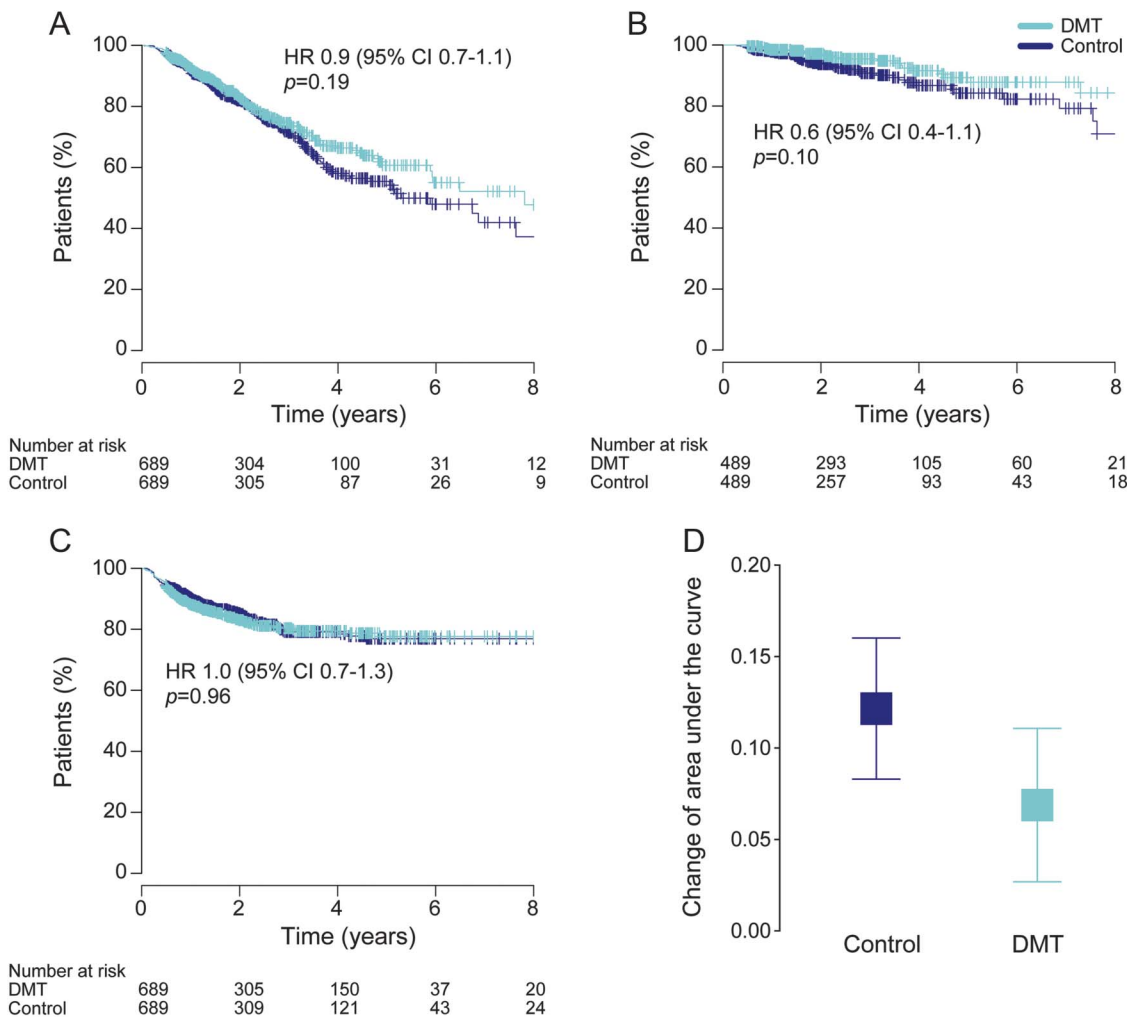 A
100
80
60
40
20
0
Patients (%)
HR 0.9 (95% CI 0.7-1.1)
p=0.19
0 2 4 6 8
Time (years)
Number at risk
DMT 689 304 100 31 12
Control 689 305 87 26 9
B
DMT
Control
100
80
60
40
20
0
Patients (%)
HR 0.6 (95% CI 0.4-1.1)
p=0.10
0 2 4 6 8
Time (years)
Number at risk
DMT 489 293 105 60 21
Control 489 257 93 43 18
C
100
80
60
40
20
0
Patients (%)
HR 1.0 (95% CI 0.7-1.3)
p=0.96
0 2 4 6 8
Time (years)
Number at risk
DMT 689 305 150 37 20
Control 689 309 121 43 24
D
0.20
0.15
0.10
0.05
0.00
Change of area under the curve
Control DMT